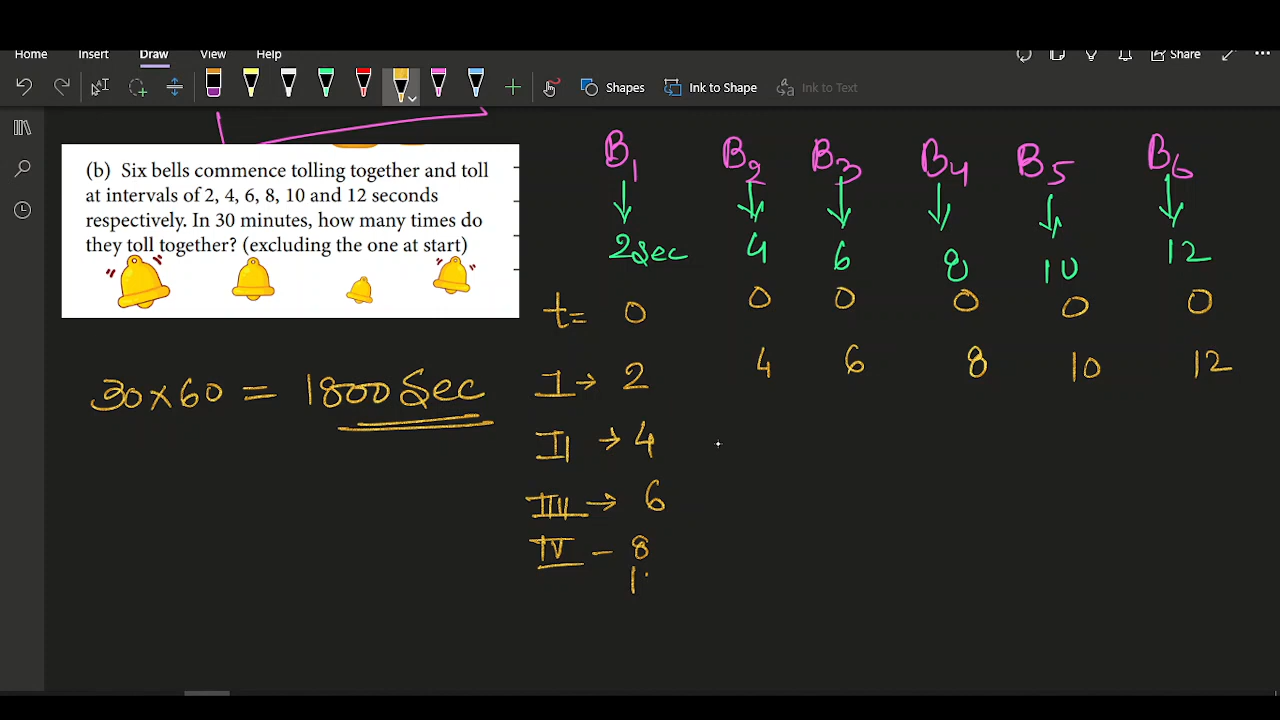 Home Insert Draw View Help Share
Shapes Ink to Shape Ink to Text
(b) Six bells commence tolling together and toll
at intervals of 2, 4, 6, 8, 10 and 12 seconds
respectively. In 30 minutes, how many times do
they toll together? (excluding the one at start)
B1 B2 B3 B4 B5 B6
2 Sec 4 6 8 10 12
t= 0 0 0 0 0 0
I → 2 4 6 8 10 12
30 x 60 = 1800 Sec
II → 4
III → 6
IV - 8